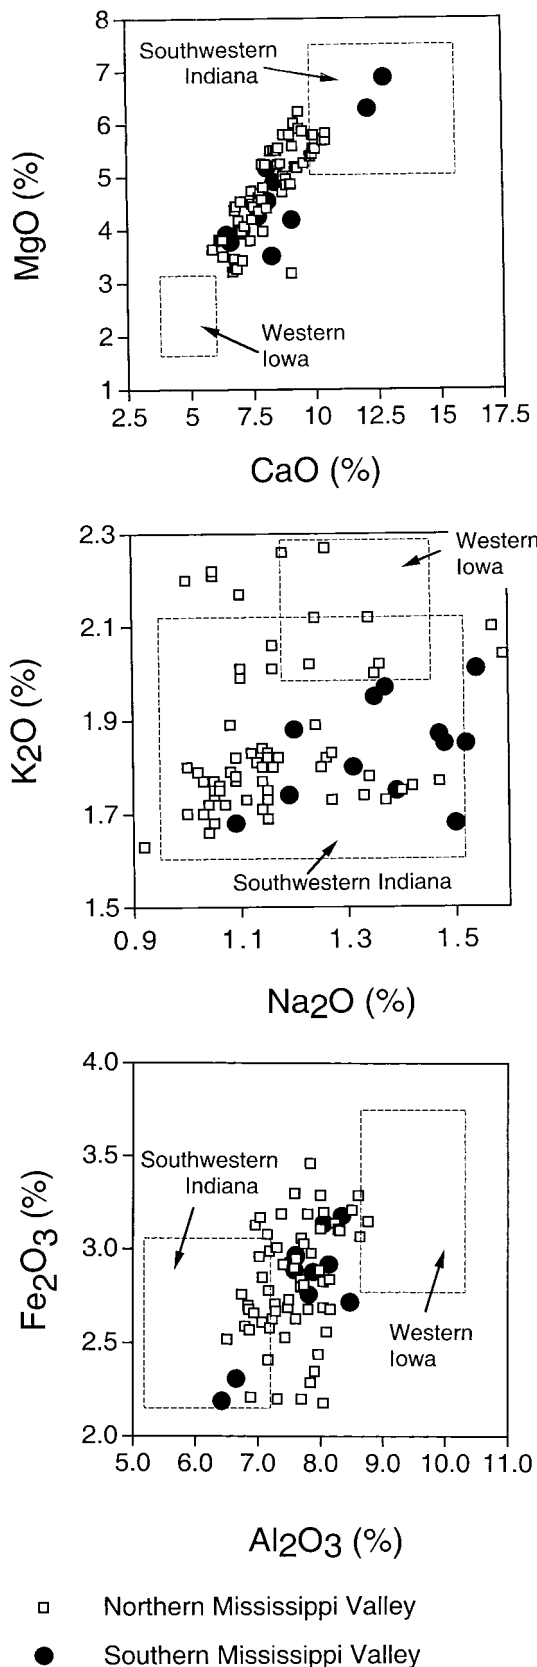 8
7
6
5
4
3
2
1
MgO (%)
Southwestern
Indiana
Western
Iowa
2.5 5 7.5 10 12.5 15 17.5
CaO (%)
2.3
2.1
1.9
1.7
1.5
K2O (%)
Western
Iowa
Southwestern Indiana
0.9 1.1 1.3 1.5
Na2O (%)
4.0
3.5
3.0
2.5
2.0
Fe2O3 (%)
Southwestern
Indiana
Western
Iowa
5.0 6.0 7.0 8.0 9.0 10.0 11.0
Al2O3 (%)
Northern Mississippi Valley
Southern Mississippi Valley